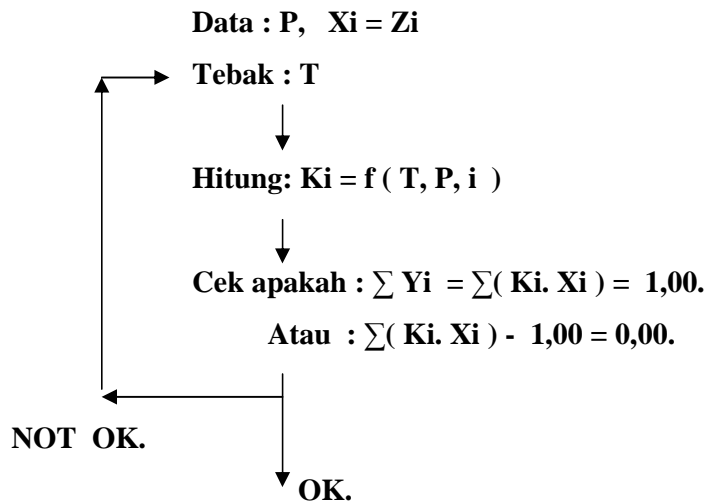 Data : P, Xi = Zi
Tebak : T
Hitung: Ki = f ( T, P, i )
Cek apakah : ∑ Yi = ∑( Ki. Xi ) = 1,00.
Atau : ∑( Ki. Xi ) - 1,00 = 0,00.
NOT OK.
OK.